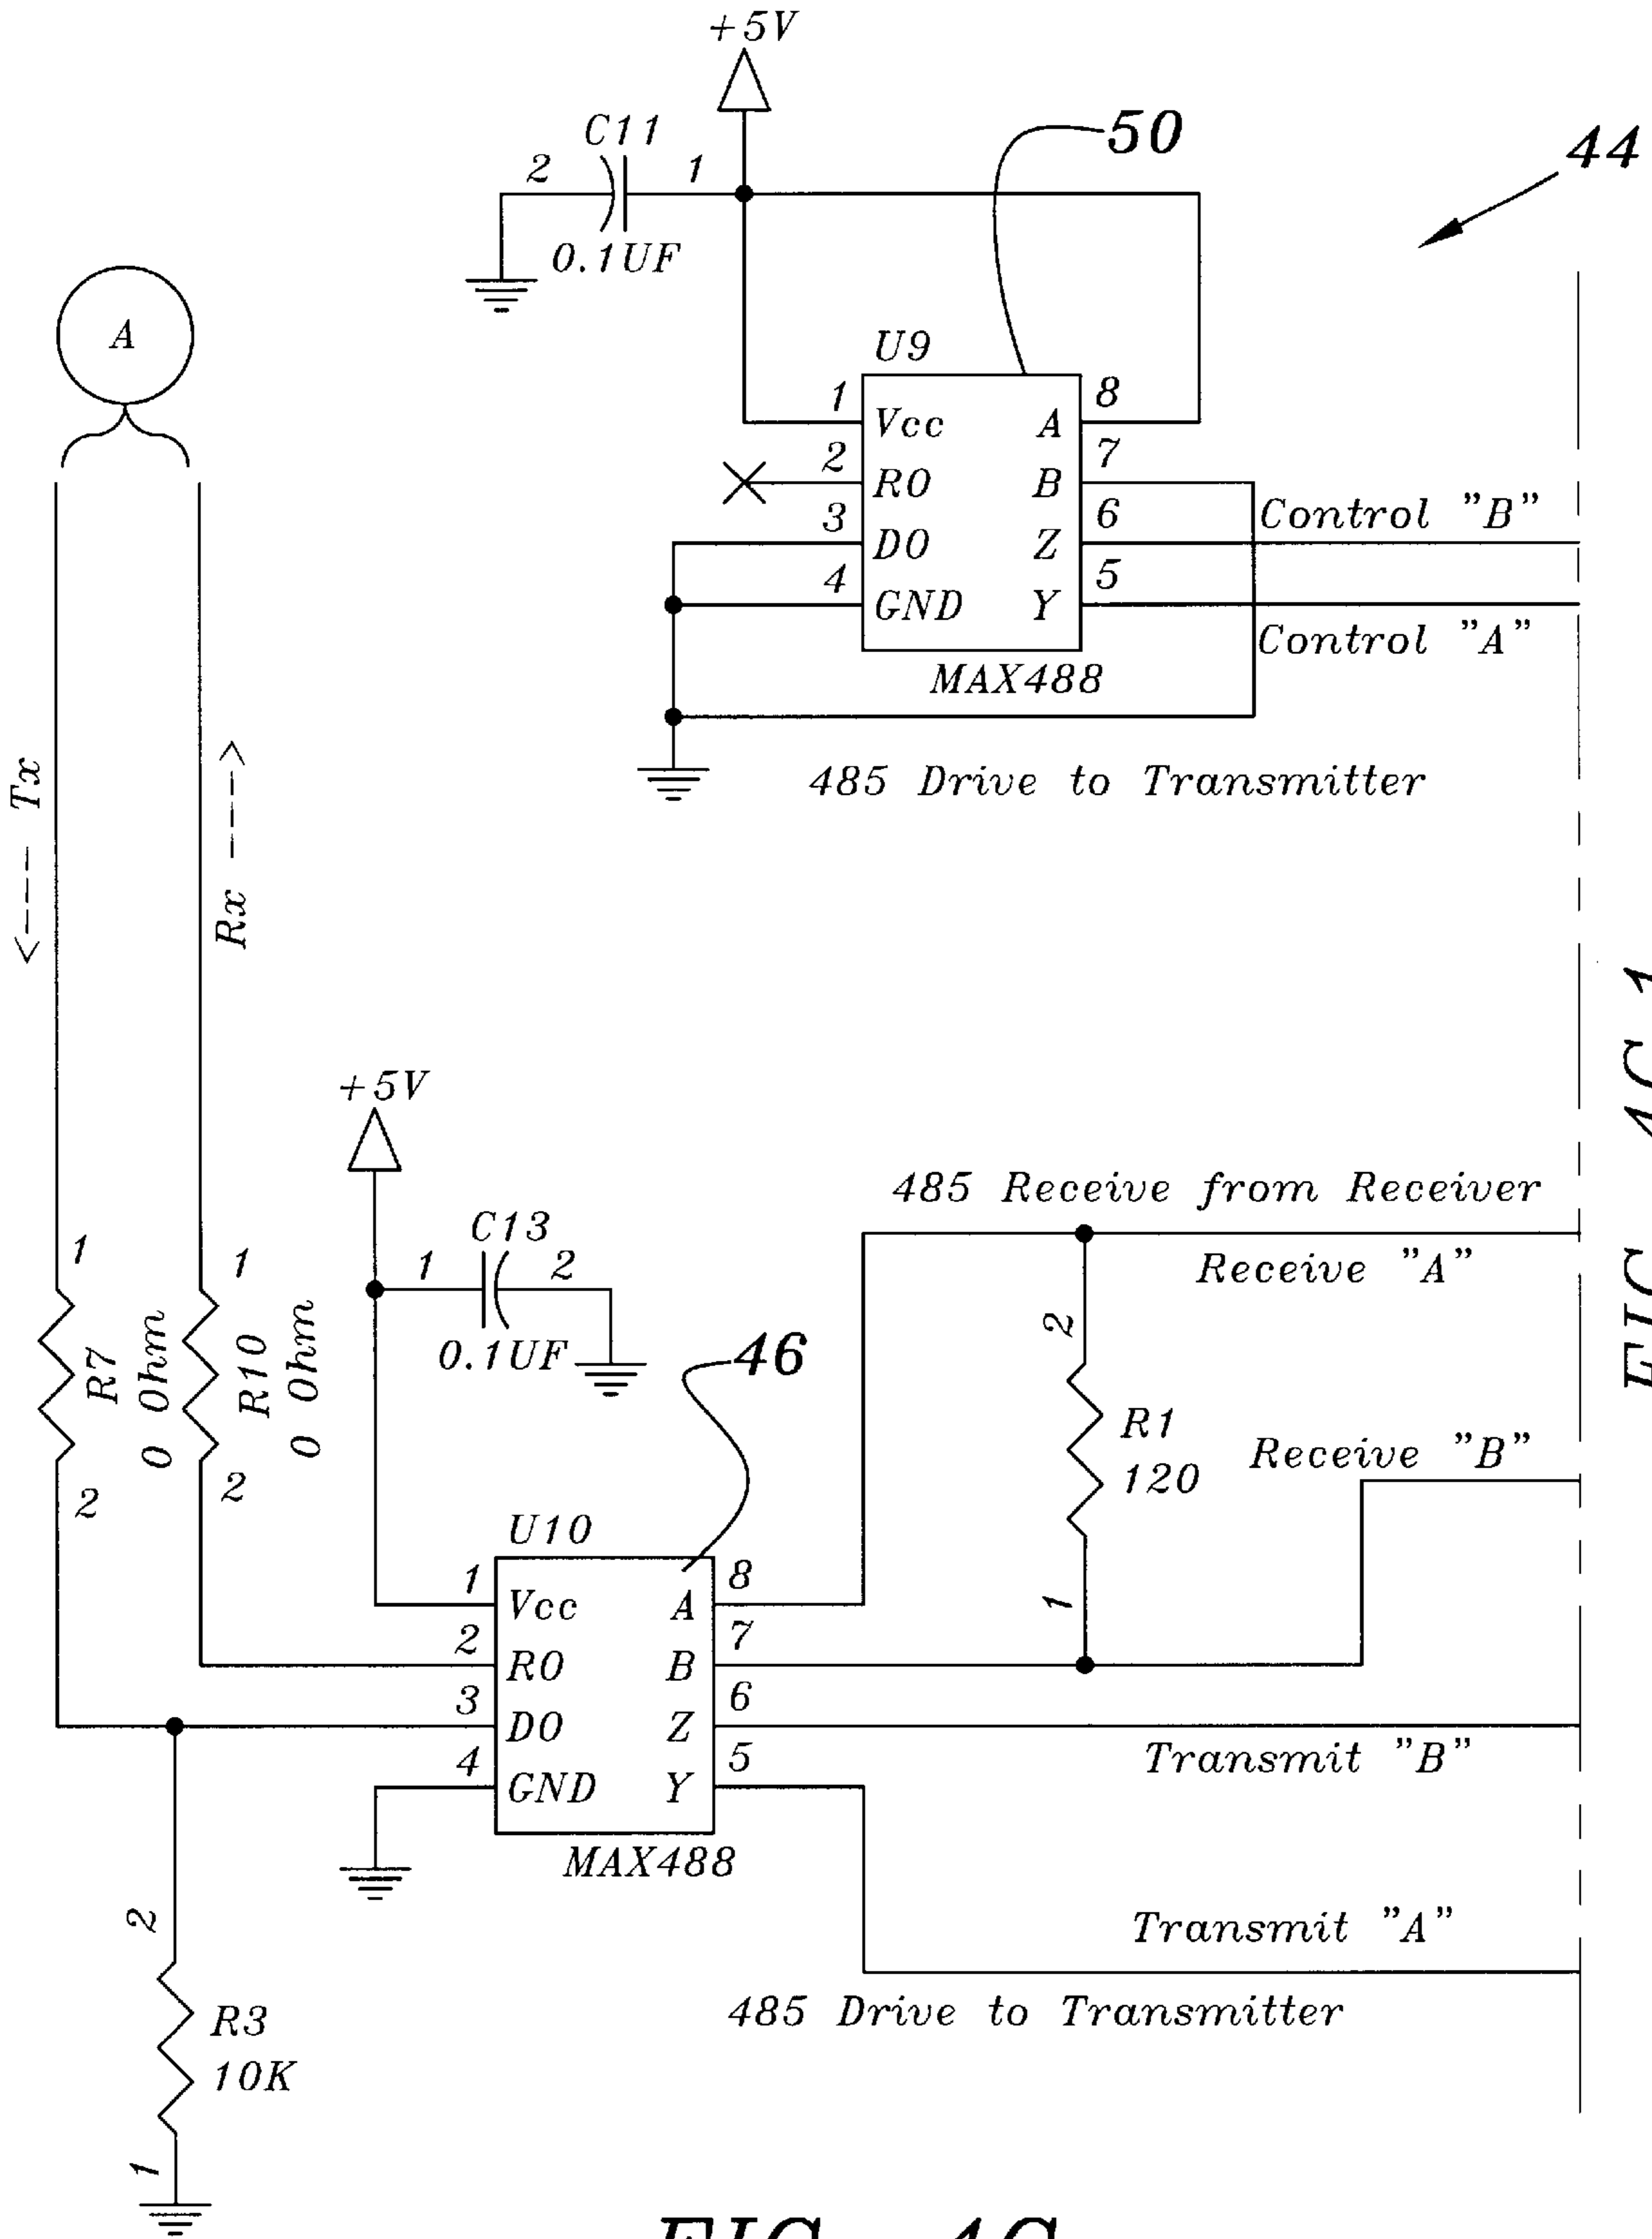 +5V
C11
2
1
0.1UF
50
44
A
U9
1
Vcc
A
8
2
RO
B
7
3
DO
Z
6
4
GND
Y
5
MAX488
Control "B"
Control "A"
485 Drive to Transmitter
<---- Tx
Rx ---->
+5V
C13
1
2
0.1UF
46
485 Receive from Receiver
Receive "A"
1
R7
0 Ohm
2
1
R10
0 Ohm
2
2
R1
120
1
Receive "B"
U10
1
Vcc
A
8
2
RO
B
7
3
DO
Z
6
4
GND
Y
5
MAX488
Transmit "B"
Transmit "A"
485 Drive to Transmitter
2
R3
10K
1
FIG. 4C